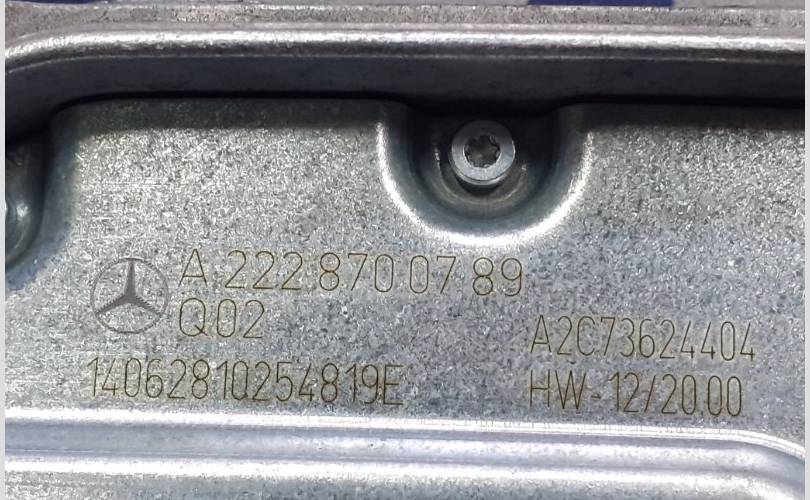 A 222 870 07 89
Q02
14062810254819E
A2C73624404
HW-12/20.00